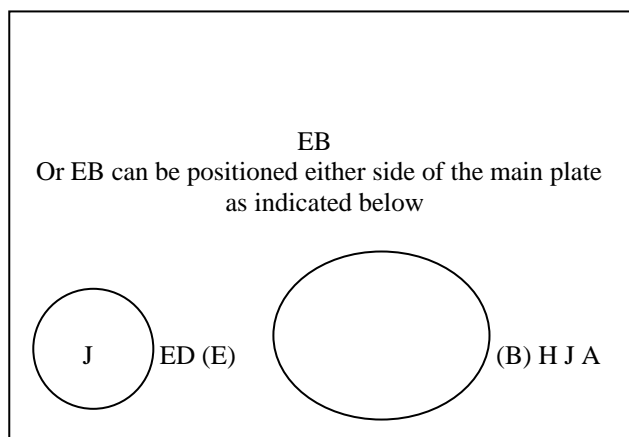 EB
Or EB can be positioned either side of the main plate
as indicated below
J ED (E) (B) H J A